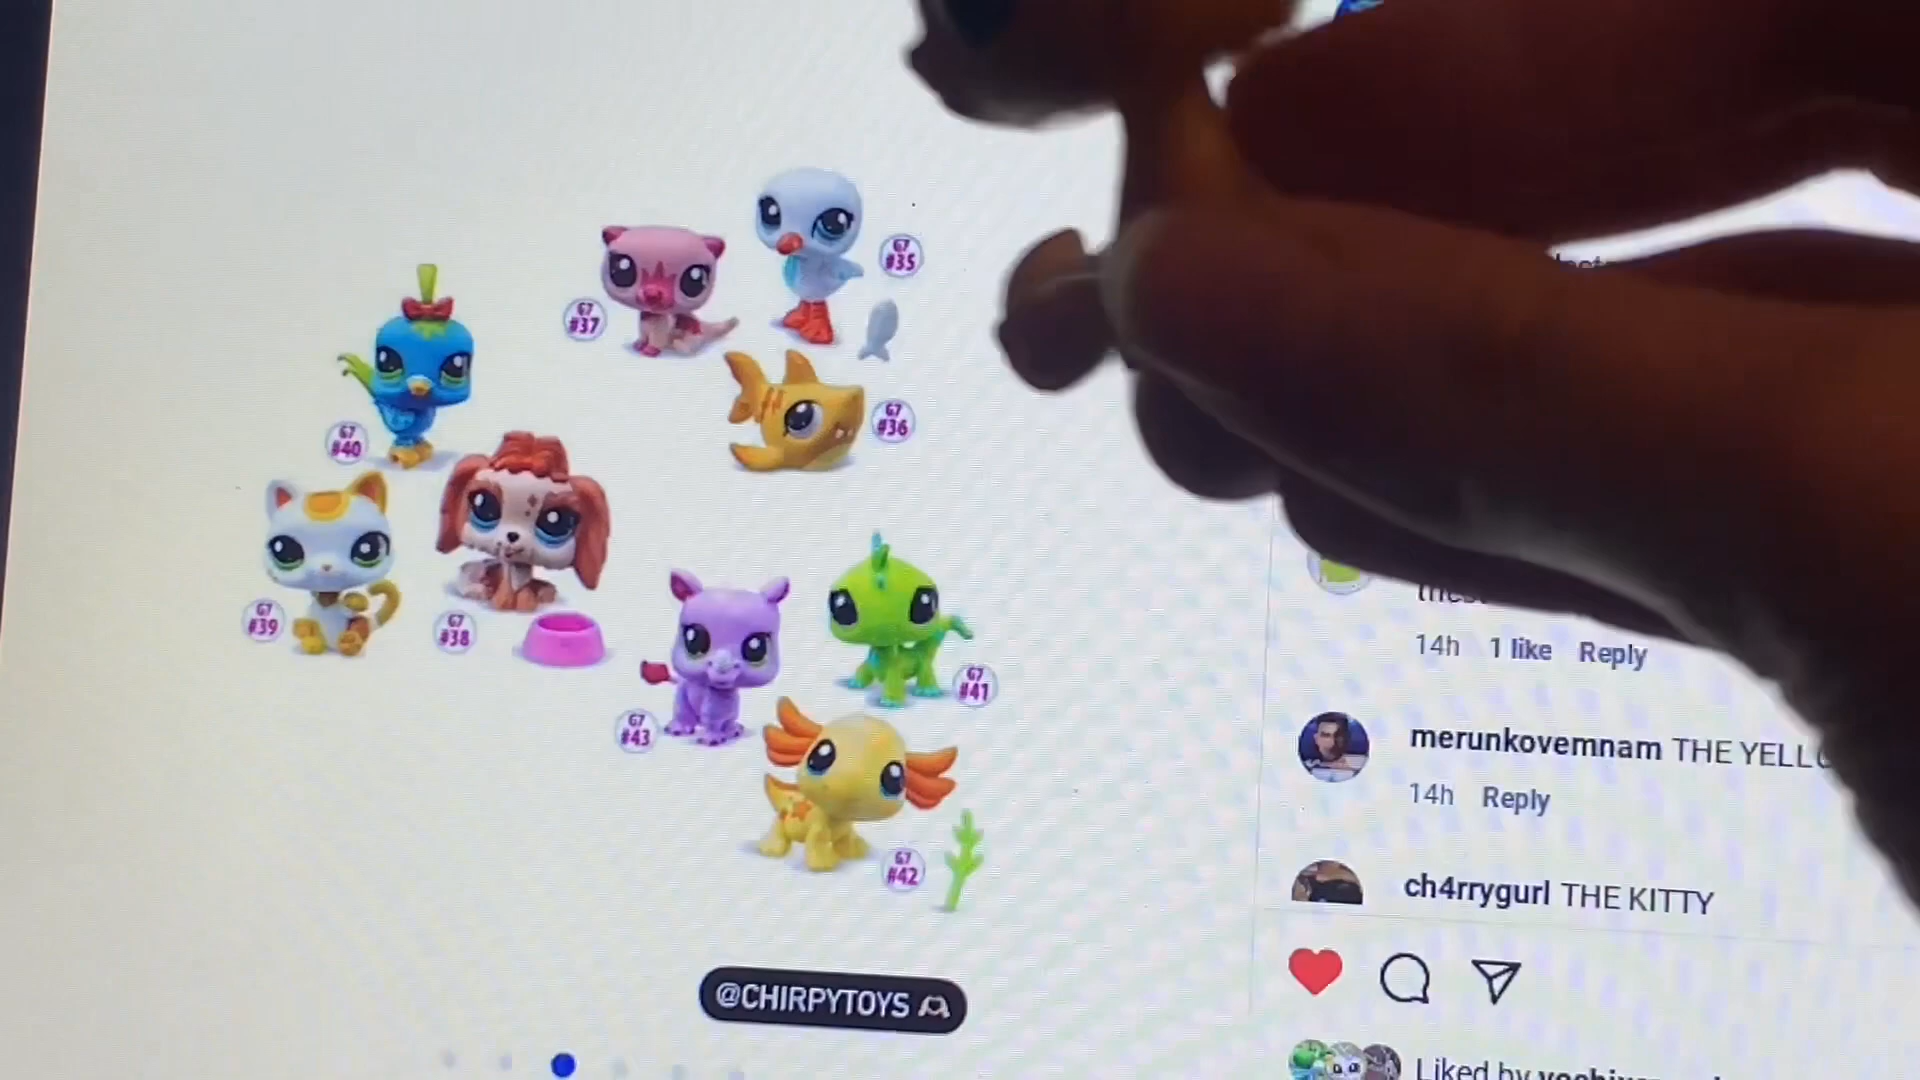 G7
#35
G7
#37
G7
#36
G7
#40
G7
#39
G7
#38
G7
#41
G7
#43
G7
#42
@CHIRPYTOYS
14h 1 like Reply
merunkovemnam THE
14h Reply
ch4rrygurl THE KITTY
Liked by